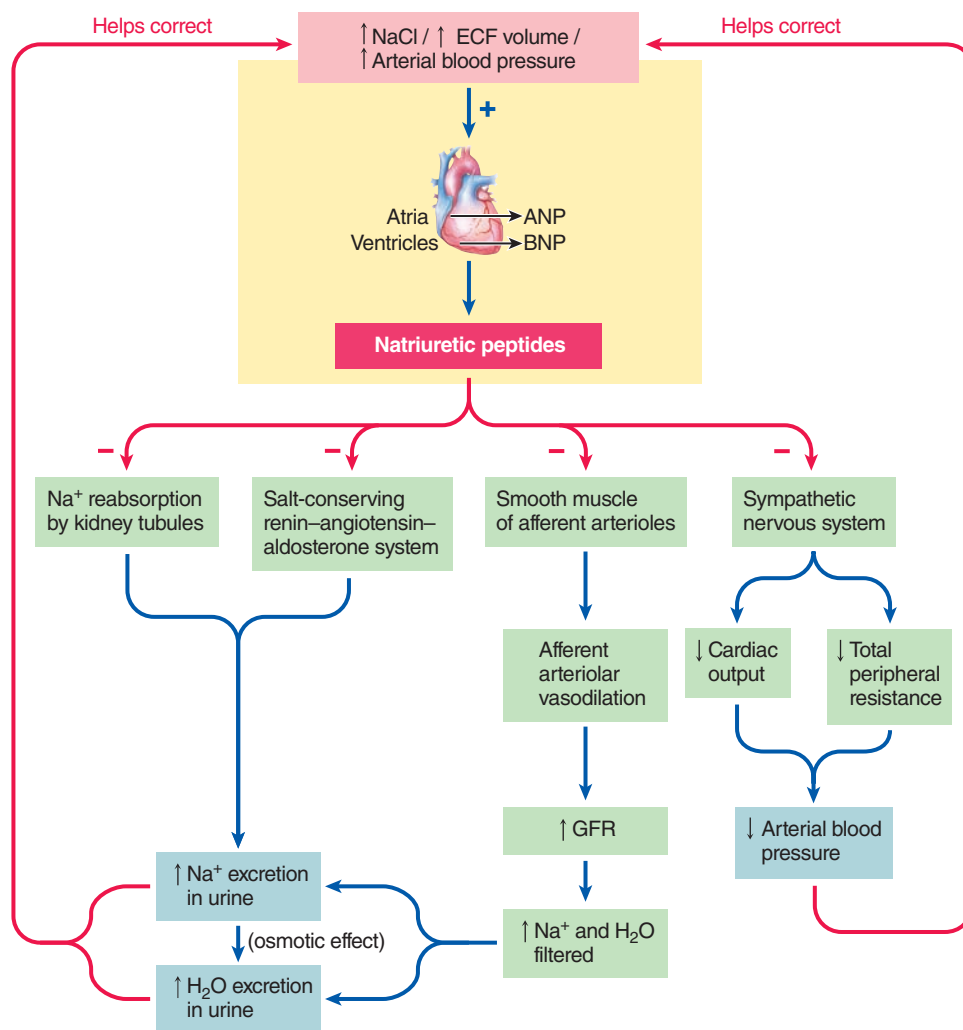 Helps correct
Helps correct
↑NaCl / ↑ ECF volume /
↑Arterial blood pressure
+
Atria
ANP
Ventricles
BNP
Natriuretic peptides
–
–
–
–
Na⁺ reabsorption
by kidney tubules
Salt-conserving
renin–angiotensin–
aldosterone system
Smooth muscle
of afferent arterioles
Sympathetic
nervous system
Afferent
arteriolar
vasodilation
↓ Cardiac
output
↓ Total
peripheral
resistance
↑ GFR
↓ Arterial blood
pressure
↑ Na⁺ excretion
in urine
(osmotic effect)
↑ Na⁺ and H₂O
filtered
↑ H₂O excretion
in urine